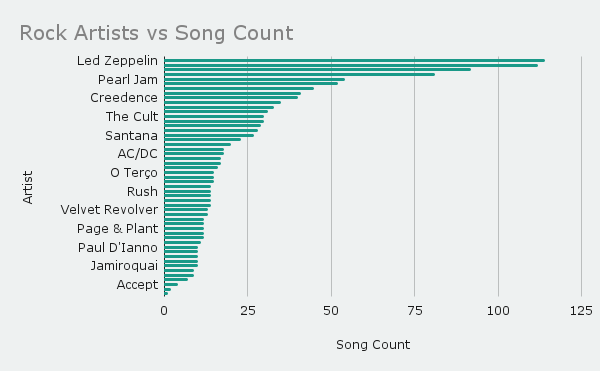 Rock Artists vs Song Count
Artist
Led Zeppelin
Pearl Jam
Creedence
The Cult
Santana
AC/DC
O Terço
Rush
Velvet Revolver
Page & Plant
Paul D'Ianno
Jamiroquai
Accept
0 25 50 75 100 125
Song Count